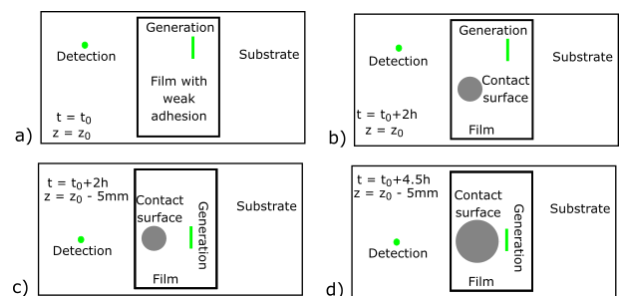 Generation
Detection
Substrate
Film with
weak
adhesion
t = t₀
z = z₀
a)
Generation
Detection
Substrate
Contact
surface
t = t₀+2h
z = z₀
Film
b)
t = t₀+2h
z = z₀ - 5mm
Contact
surface
Generation
Substrate
Detection
Film
c)
t = t₀+4.5h
z = z₀ - 5mm
Contact
surface
Generation
Substrate
Detection
Film
d)